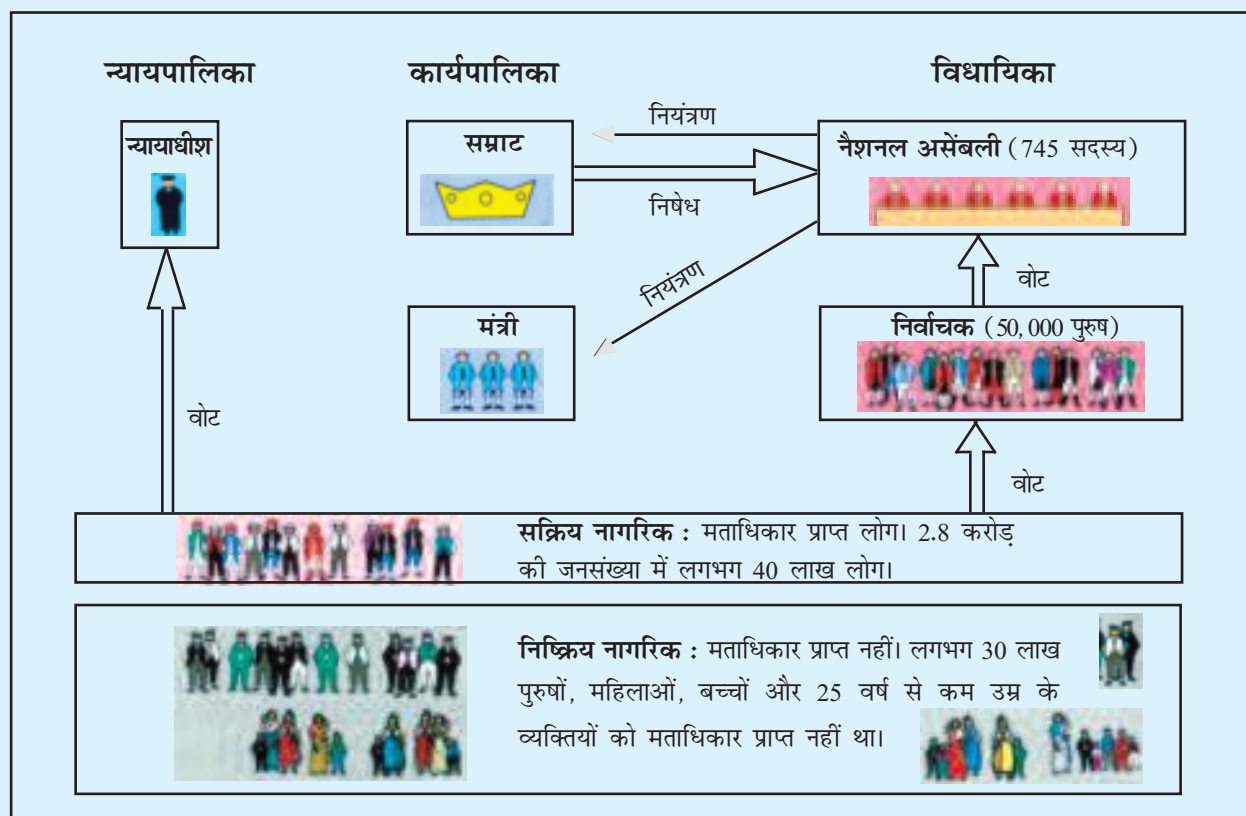 न्यायपालिका
कार्यपालिका
विधायिका
न्यायाधीश
सम्राट
नियंत्रण
निषेध
नैशनल असेंबली (745 सदस्य)
नियंत्रण
वोट
मंत्री
निर्वाचक (50,000 पुरुष)
वोट
वोट
सक्रिय नागरिक : मताधिकार प्राप्त लोग। 2.8 करोड़
की जनसंख्या में लगभग 40 लाख लोग।
निष्क्रिय नागरिक : मताधिकार प्राप्त नहीं। लगभग 30 लाख
पुरुषों, महिलाओं, बच्चों और 25 वर्ष से कम उम्र के
व्यक्तियों को मताधिकार प्राप्त नहीं था।